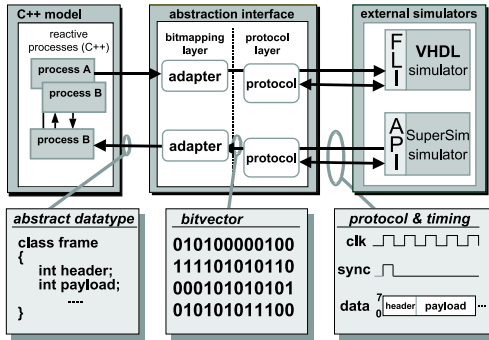 C++ model
reactive
processes (C++)
process A
process B
process B
abstraction interface
bitmapping
layer
protocol
layer
adapter
protocol
adapter
protocol
external simulators
FLI
VHDL
simulator
API
SuperSim
simulator
abstract datatype
class frame
{
int header;
int payload;
....
}
bitvector
010100000100
111101010110
000101010101
010101011100
protocol & timing
clk
sync
data
7
0
header
payload
...